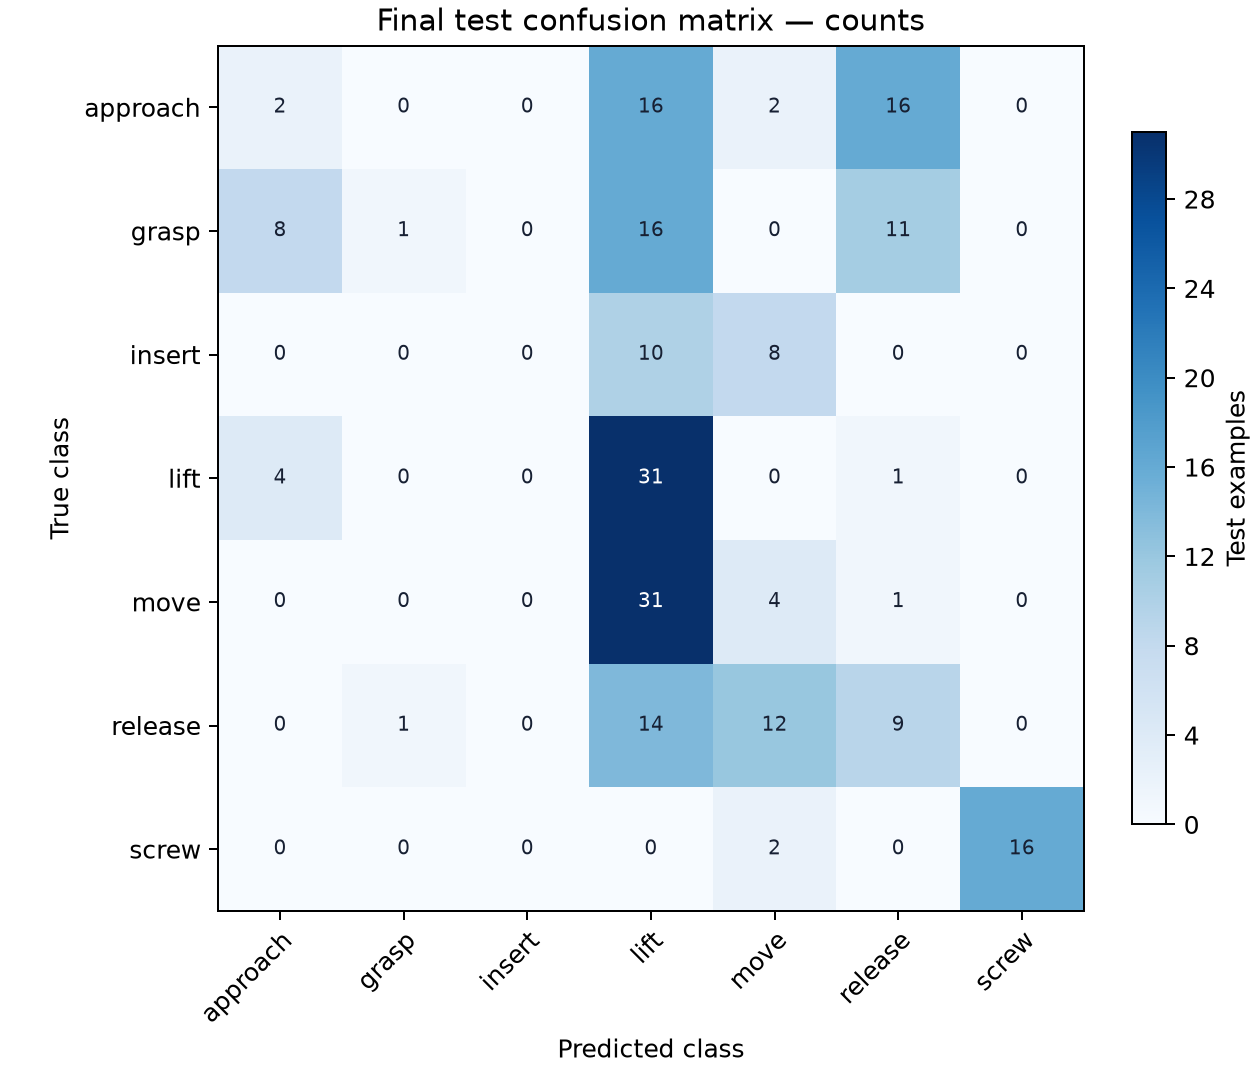 Final test confusion matrix — counts
approach 2 0 0 16 2 16 0
grasp 8 1 0 16 0 11 0
insert 0 0 0 10 8 0 0
lift 4 0 0 31 0 1 0
move 0 0 0 31 4 1 0
release 0 1 0 14 12 9 0
screw 0 0 0 0 2 0 16
True class
approach grasp insert lift move release screw
Predicted class
28
24
20
16
12
8
4
0
Test examples